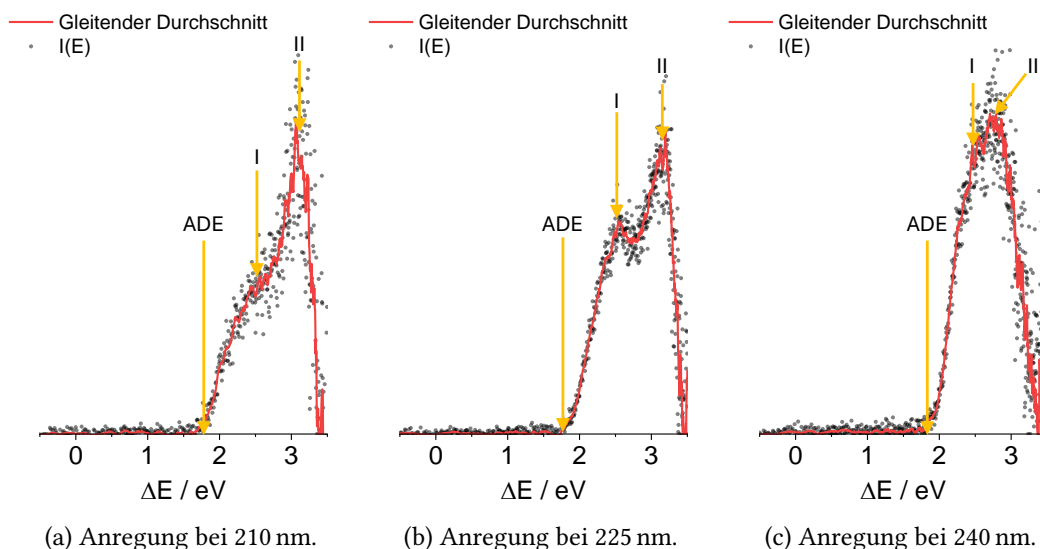 Gleitender Durchschnitt
I(E)
II
I
ADE
0 1 2 3
ΔE / eV
(a) Anregung bei 210 nm.
Gleitender Durchschnitt
I(E)
II
I
ADE
0 1 2 3
ΔE / eV
(b) Anregung bei 225 nm.
Gleitender Durchschnitt
I(E)
I II
ADE
0 1 2 3
ΔE / eV
(c) Anregung bei 240 nm.